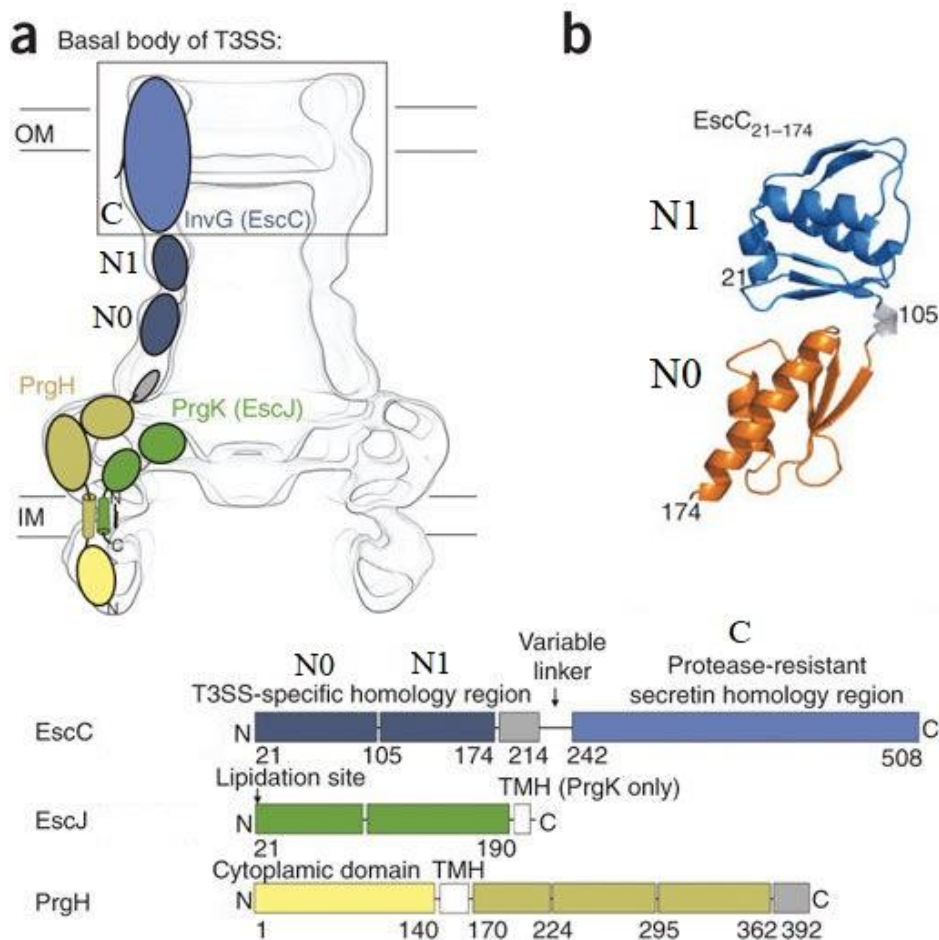 a Basal body of T3SS:
OM
C
InvG (EscC)
N1
N0
PrgH
PrgK (EscJ)
IM
N
C
N
b
EscC21–174
N1
21
105
N0
174
N0 N1
T3SS-specific homology region
Variable
linker
C
Protease-resistant
secretin homology region
EscC
N C
21 105 174 214 242 508
Lipidation site
TMH (PrgK only)
EscJ
N C
21 190
Cytoplamic domain TMH
PrgH
N C
1 140 170 224 295 362 392